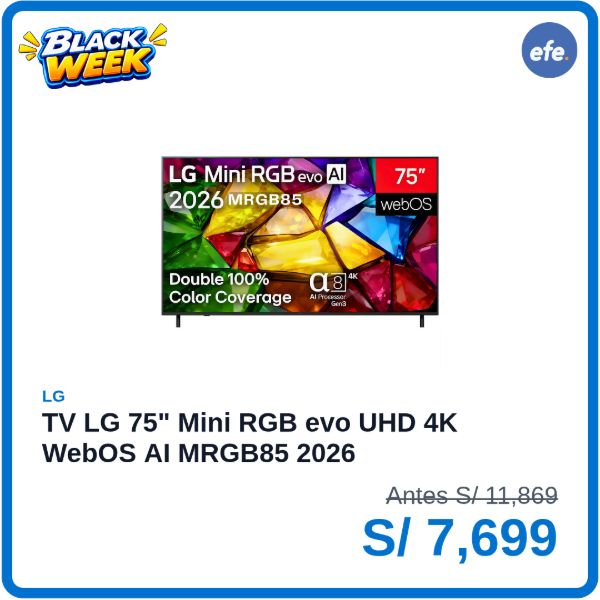 BLACK
WEEK
efe.
LG Mini RGB evo AI
75"
2026 MRGB85
webOS
Double 100%
Color Coverage
α8 4K
AI Processor
Gen3
LG
TV LG 75" Mini RGB evo UHD 4K
WebOS AI MRGB85 2026
Antes S/ 11,869
S/ 7,699